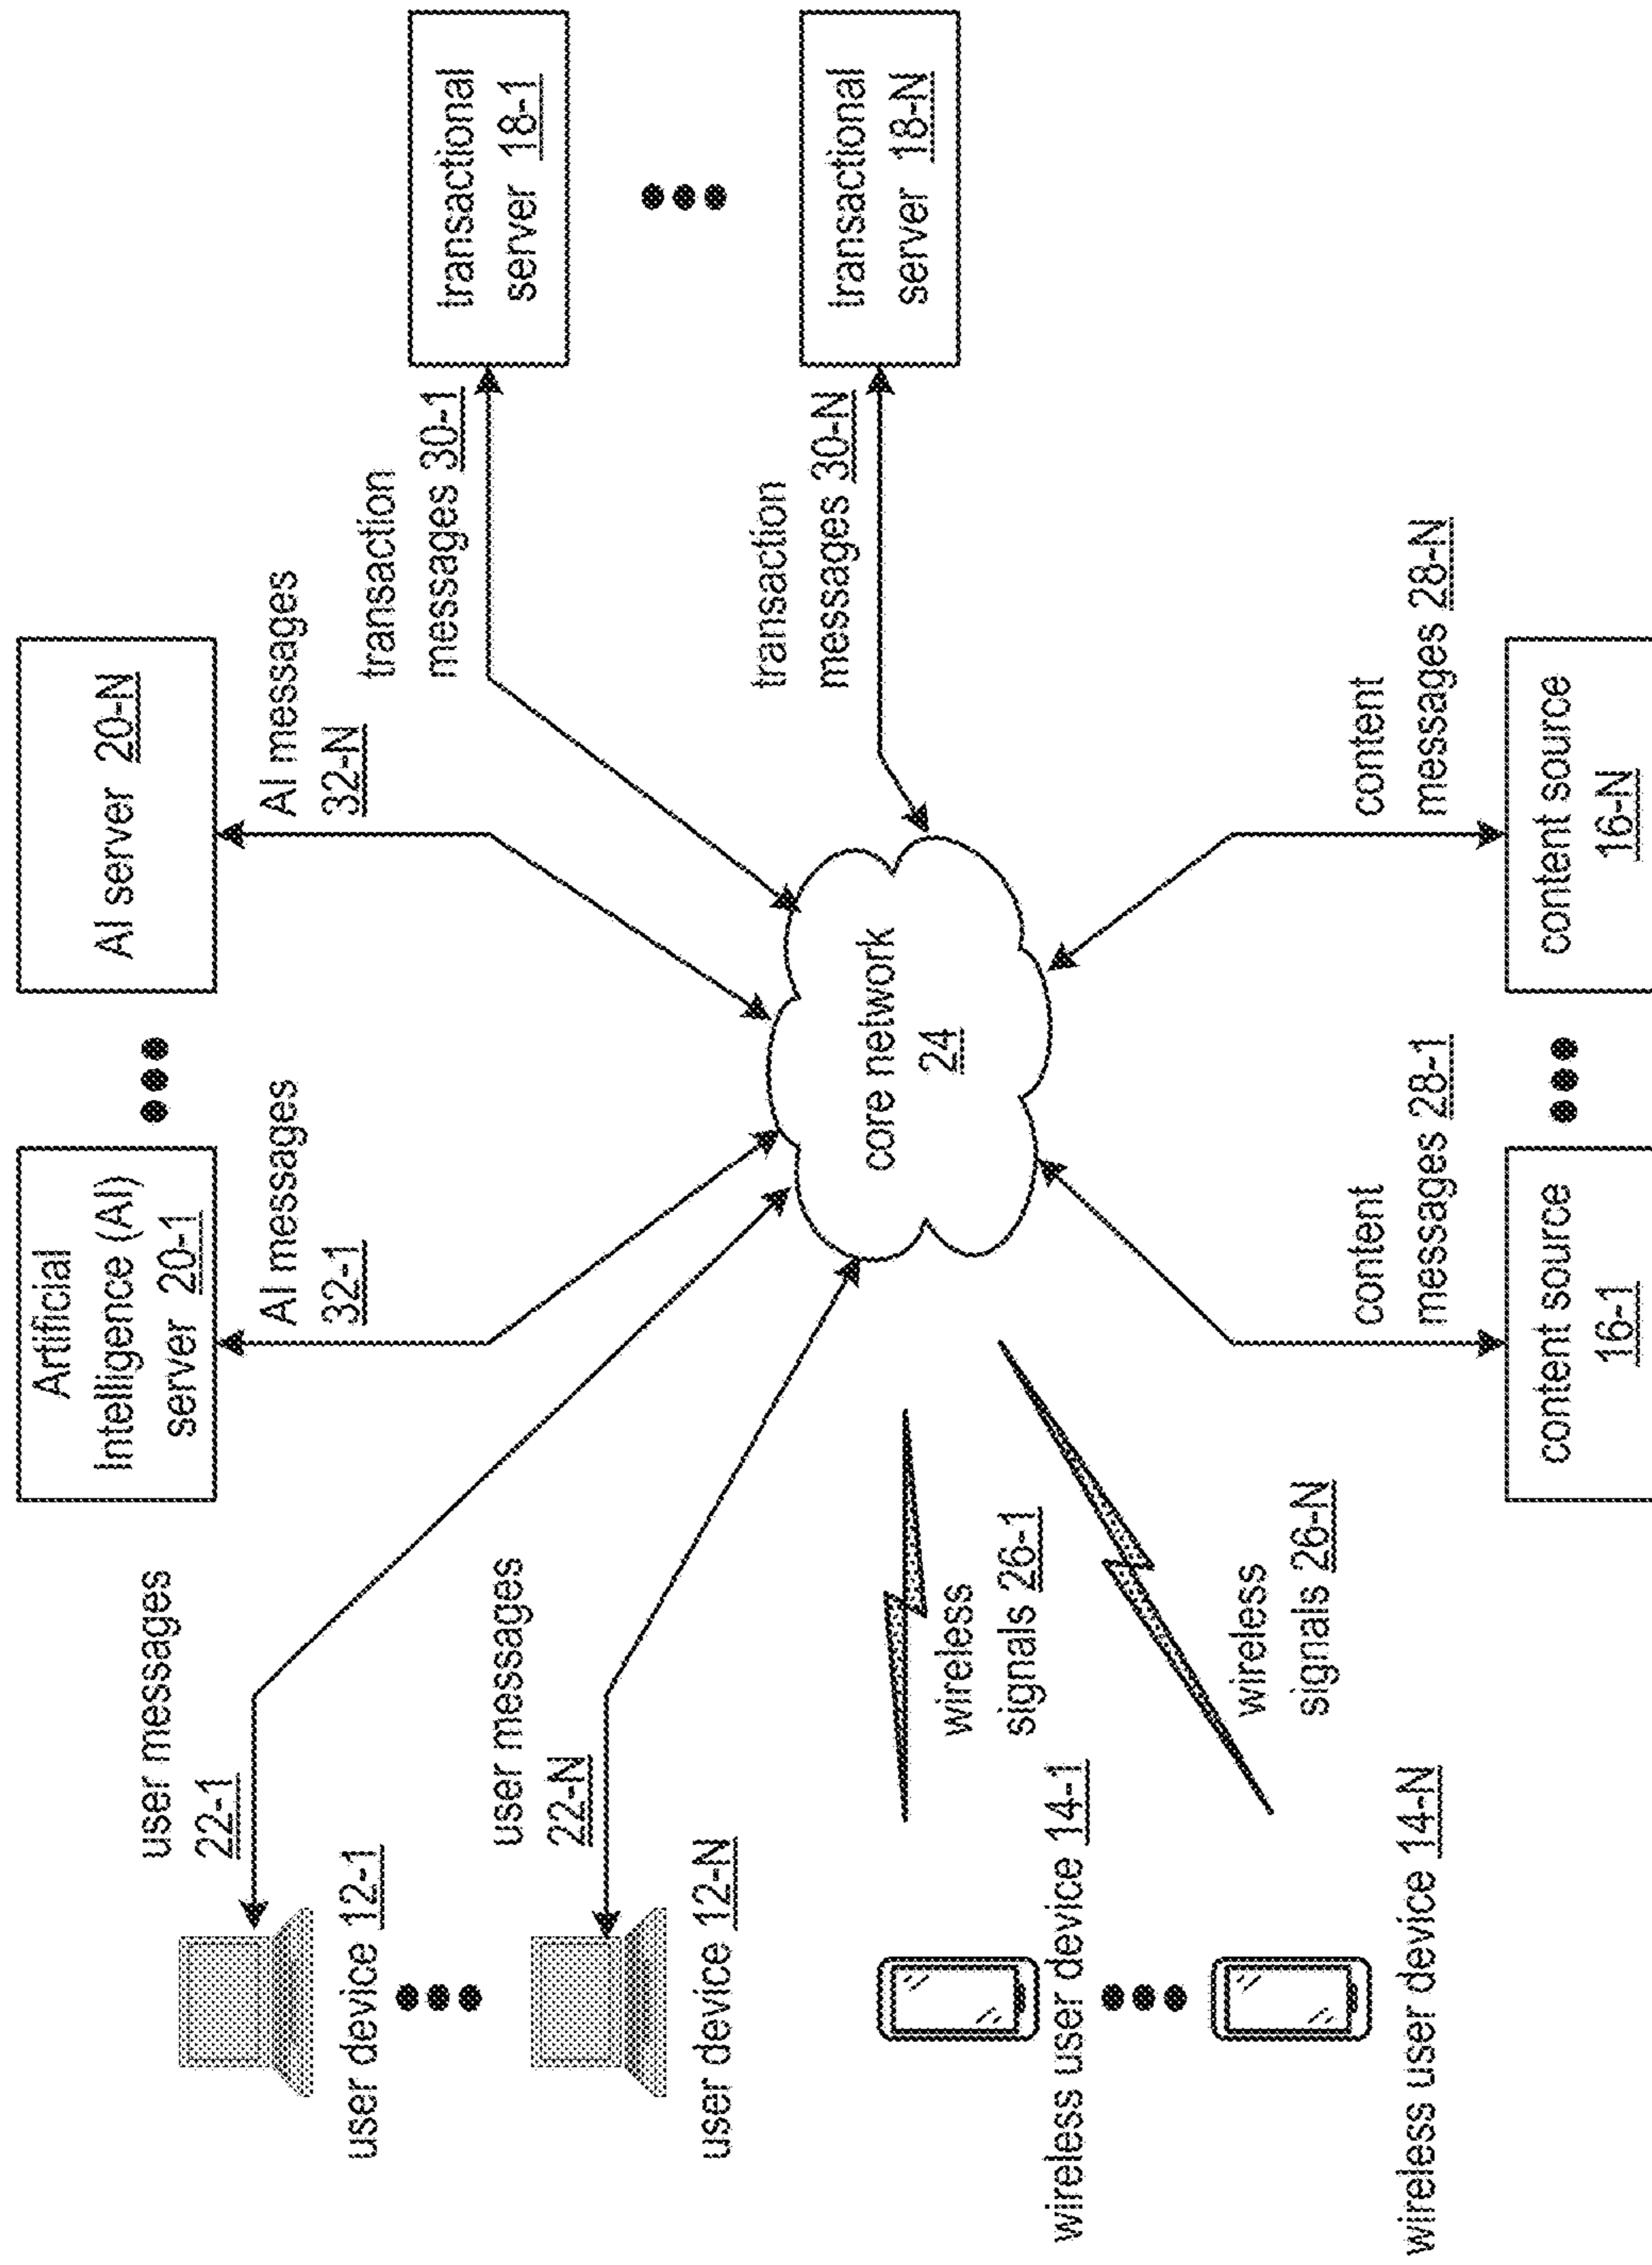 Artificial
Intelligence (AI)
server 20-1
AI server 20-N
AI messages
32-1
AI messages
32-N
user messages
22-1
user device 12-1
user messages
22-N
user device 12-N
transaction
messages 30-1
transactional
server 18-1
transaction
messages 30-N
transactional
server 18-N
core network
24
wireless
signals 26-1
wireless user device 14-1
wireless
signals 26-N
wireless user device 14-N
content
messages 28-1
content
messages 28-N
content source
16-1
content source
16-N